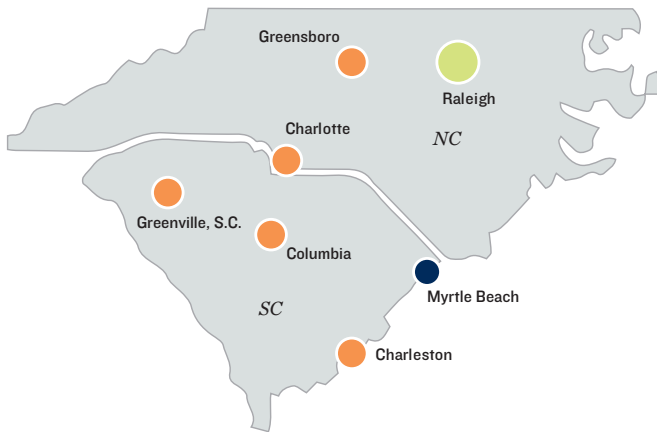 Greensboro
Raleigh
Charlotte
NC
Greenville, S.C.
Columbia
Myrtle Beach
SC
Charleston